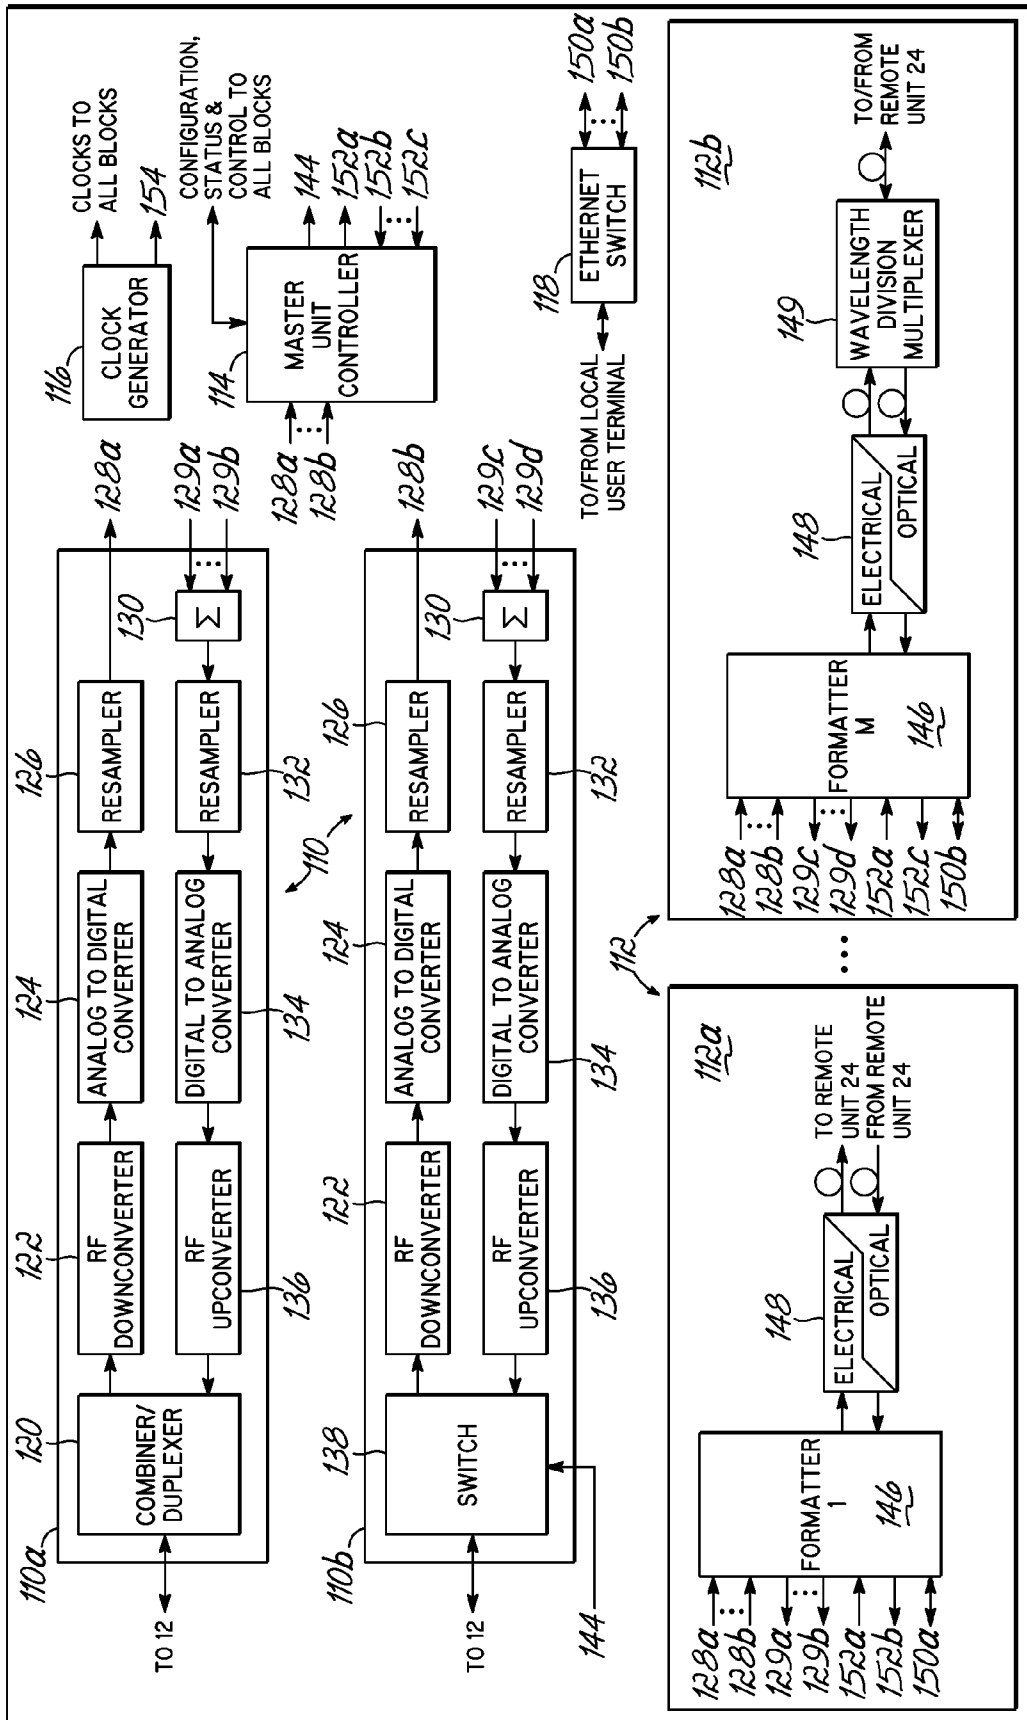 110a
TO 12
120
COMBINER/
DUPLEXER
122
RF
DOWNCONVERTER
124
ANALOG TO DIGITAL
CONVERTER
126
RESAMPLER
128a
129a
129b
130
Σ
RESAMPLER
132
DIGITAL TO ANALOG
CONVERTER
134
RF
UPCONVERTER
136
110
110b
TO 12
144
138
SWITCH
122
RF
DOWNCONVERTER
124
ANALOG TO DIGITAL
CONVERTER
126
RESAMPLER
128b
129c
129d
130
Σ
RESAMPLER
132
DIGITAL TO ANALOG
CONVERTER
134
RF
UPCONVERTER
136
116
CLOCK
GENERATOR
CLOCKS TO
ALL BLOCKS
154
CONFIGURATION,
STATUS &
CONTROL TO
ALL BLOCKS
114
MASTER
UNIT
CONTROLLER
128a
128b
144
152a
152b
152c
118
ETHERNET
SWITCH
TO/FROM LOCAL
USER TERMINAL
150a
150b
112
112a
128a
128b
129a
129b
152a
152b
150a
FORMATTER
1
146
148
ELECTRICAL
OPTICAL
TO REMOTE
UNIT 24
FROM REMOTE
UNIT 24
112b
128a
128b
129c
129d
152a
152c
150b
FORMATTER
M
146
148
ELECTRICAL
OPTICAL
149
WAVELENGTH
DIVISION
MULTIPLEXER
TO/FROM
REMOTE
UNIT 24